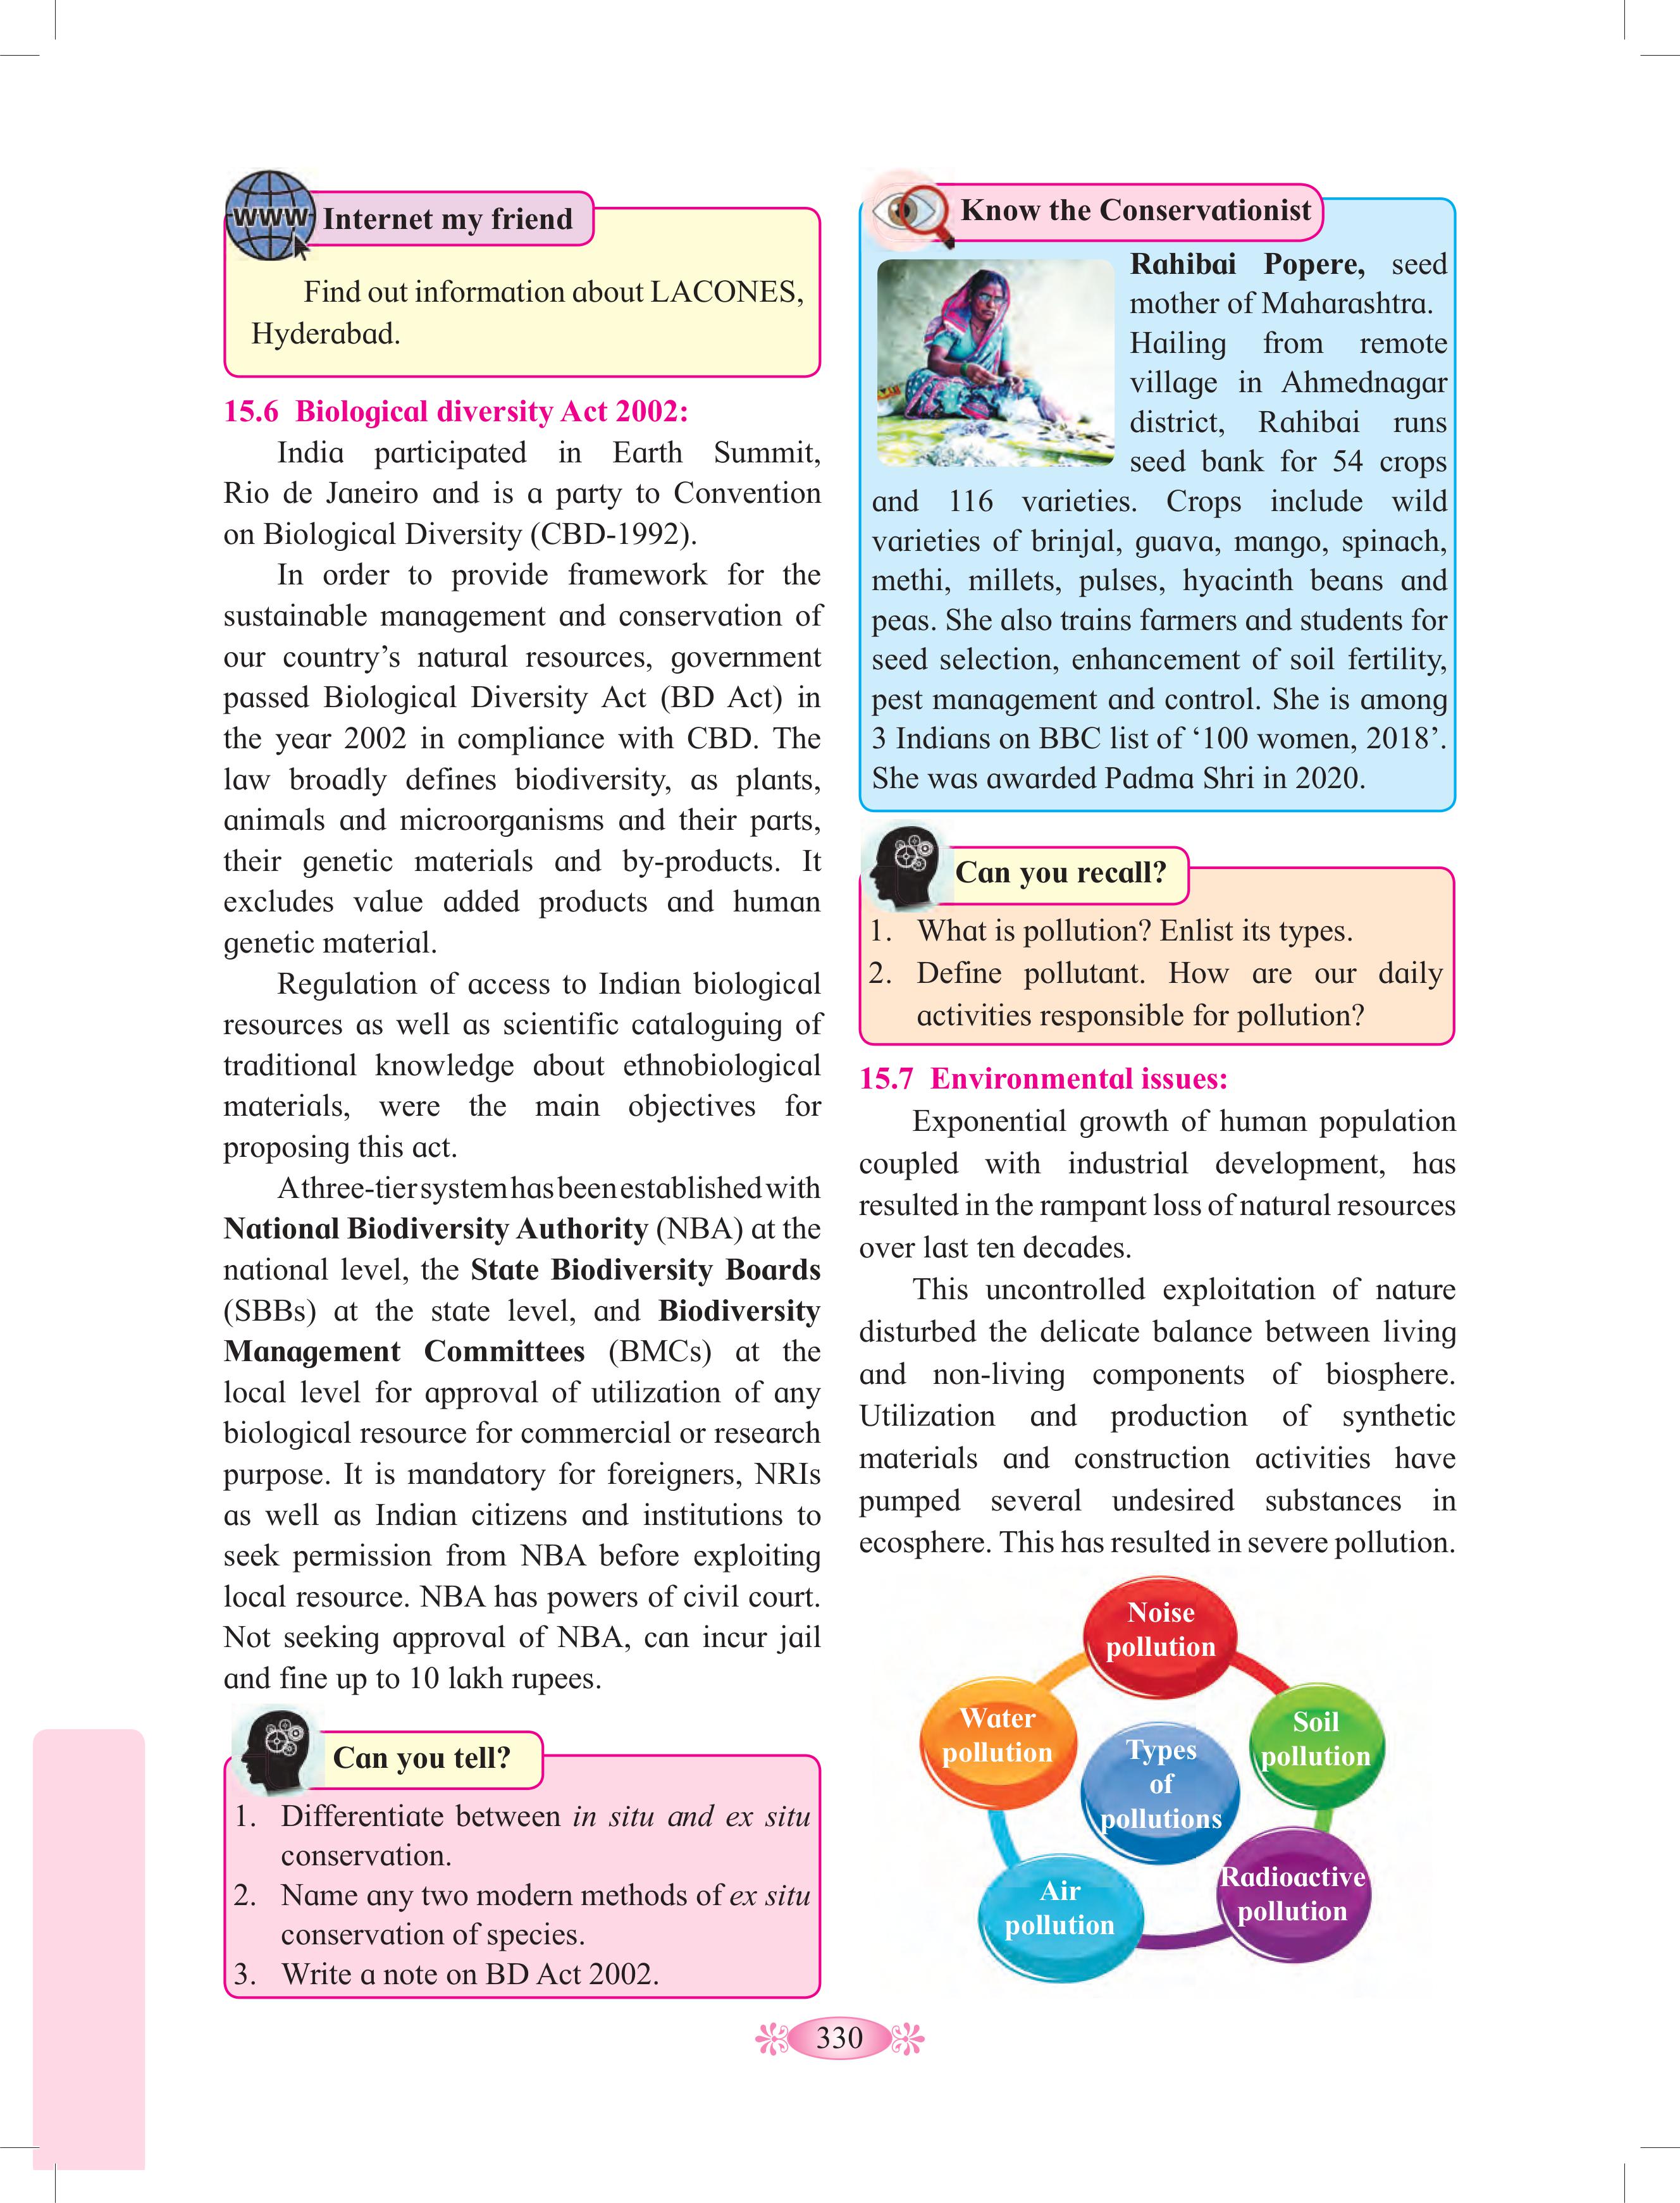 www Internet my friend
Find out information about LACONES,
Hyderabad.
15.6 Biological diversity Act 2002:
India participated in Earth Summit,
Rio de Janeiro and is a party to Convention
on Biological Diversity (CBD-1992).
In order to provide framework for the
sustainable management and conservation of
our country’s natural resources, government
passed Biological Diversity Act (BD Act) in
the year 2002 in compliance with CBD. The
law broadly defines biodiversity, as plants,
animals and microorganisms and their parts,
their genetic materials and by-products. It
excludes value added products and human
genetic material.
Regulation of access to Indian biological
resources as well as scientific cataloguing of
traditional knowledge about ethnobiological
materials, were the main objectives for
proposing this act.
A three-tier system has been established with
National Biodiversity Authority (NBA) at the
national level, the State Biodiversity Boards
(SBBs) at the state level, and Biodiversity
Management Committees (BMCs) at the
local level for approval of utilization of any
biological resource for commercial or research
purpose. It is mandatory for foreigners, NRIs
as well as Indian citizens and institutions to
seek permission from NBA before exploiting
local resource. NBA has powers of civil court.
Not seeking approval of NBA, can incur jail
and fine up to 10 lakh rupees.
Can you tell?
1. Differentiate between in situ and ex situ
conservation.
2. Name any two modern methods of ex situ
conservation of species.
3. Write a note on BD Act 2002.
Know the Conservationist
Rahibai Popere, seed
mother of Maharashtra.
Hailing from remote
village in Ahmednagar
district, Rahibai runs
seed bank for 54 crops
and 116 varieties. Crops include wild
varieties of brinjal, guava, mango, spinach,
methi, millets, pulses, hyacinth beans and
peas. She also trains farmers and students for
seed selection, enhancement of soil fertility,
pest management and control. She is among
3 Indians on BBC list of ‘100 women, 2018’.
She was awarded Padma Shri in 2020.
Can you recall?
1. What is pollution? Enlist its types.
2. Define pollutant. How are our daily
activities responsible for pollution?
15.7 Environmental issues:
Exponential growth of human population
coupled with industrial development, has
resulted in the rampant loss of natural resources
over last ten decades.
This uncontrolled exploitation of nature
disturbed the delicate balance between living
and non-living components of biosphere.
Utilization and production of synthetic
materials and construction activities have
pumped several undesired substances in
ecosphere. This has resulted in severe pollution.
Noise
pollution
Water
pollution
Soil
pollution
Types
of
pollutions
Air
pollution
Radioactive
pollution
330